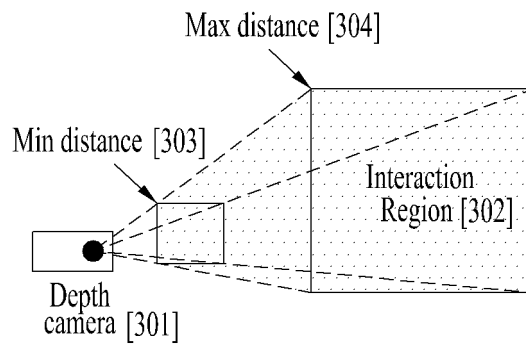 Max distance [304]
Min distance [303]
Interaction
Region [302]
Depth
camera [301]